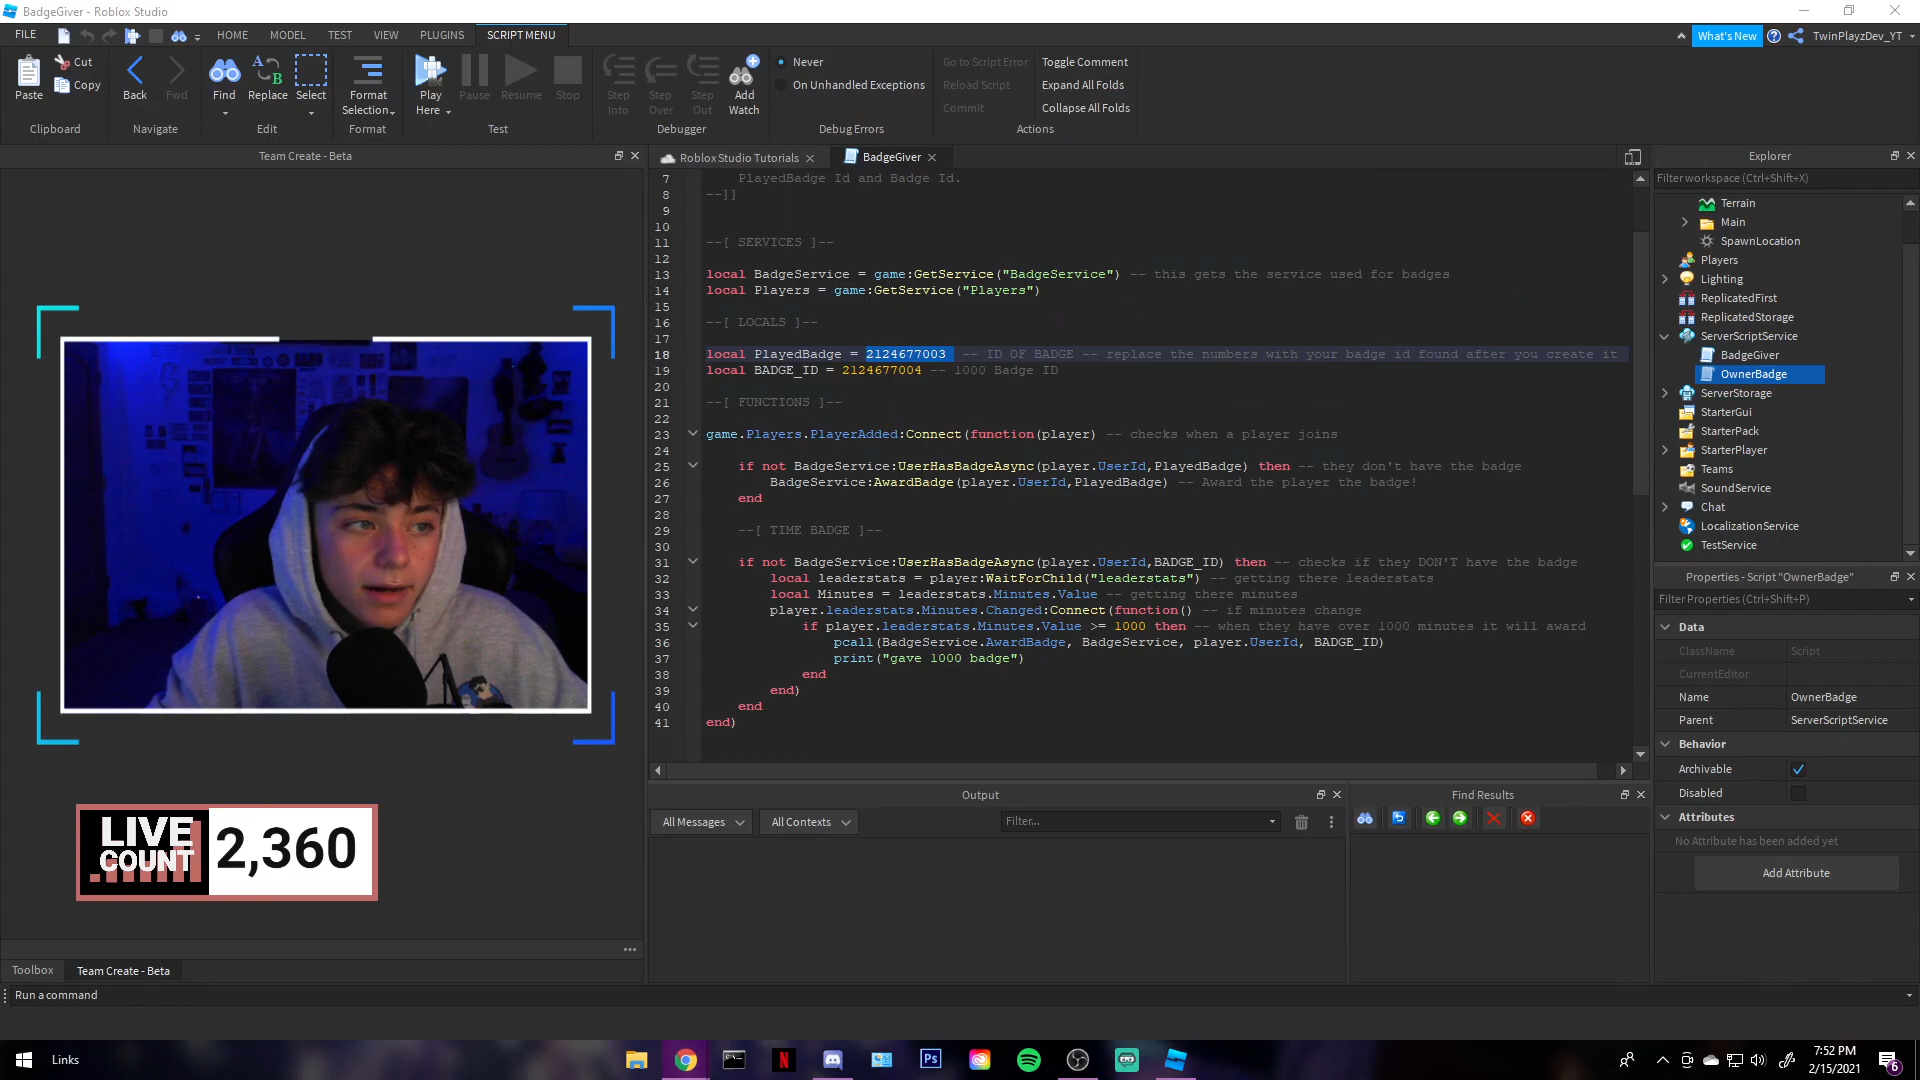 BadgeGiver - Roblox Studio
FILE
HOME
MODEL
TEST
VIEW
PLUGINS
SCRIPT MENU
What's New
TwinPlayzDev_YT
Paste
Cut
Copy
Clipboard
Back
Fwd
Navigate
Find
Replace
Select
Edit
Format
Selection
Format
Play
Here
Pause
Resume
Stop
Test
Step
Into
Step
Over
Step
Out
Add
Watch
Debugger
Never
On Unhandled Exceptions
Debug Errors
Go to Script Error
Reload Script
Commit
Toggle Comment
Expand All Folds
Collapse All Folds
Actions
Team Create - Beta
Roblox Studio Tutorials
BadgeGiver
7 PlayedBadge Id and Badge Id.
8 --]]
9
10
11 --[ SERVICES ]--
12
13 local BadgeService = game:GetService("BadgeService") -- this gets the service used for badges
14 local Players = game:GetService("Players")
15
16 --[ LOCALS ]--
17
18 local PlayedBadge = 2124677003 -- ID OF BADGE -- replace the numbers with your badge id found after you create it
19 local BADGE_ID = 2124677004 -- 1000 Badge ID
20
21 --[ FUNCTIONS ]--
22
23 game.Players.PlayerAdded:Connect(function(player) -- checks when a player joins
24
25 if not BadgeService:UserHasBadgeAsync(player.UserId,PlayedBadge) then -- they don't have the badge
26 BadgeService:AwardBadge(player.UserId,PlayedBadge) -- Award the player the badge!
27 end
28
29 --[ TIME BADGE ]--
30
31 if not BadgeService:UserHasBadgeAsync(player.UserId,BADGE_ID) then -- checks if they DON'T have the badge
32 local leaderstats = player:WaitForChild("leaderstats") -- getting there leaderstats
33 local Minutes = leaderstats.Minutes.Value -- getting there minutes
34 player.leaderstats.Minutes.Changed:Connect(function() -- if minutes change
35 if player.leaderstats.Minutes.Value >= 1000 then -- when they have over 1000 minutes it will award
36 pcall(BadgeService.AwardBadge, BadgeService, player.UserId, BADGE_ID)
37 print("gave 1000 badge")
38 end
39 end)
40 end
41 end)
Explorer
Filter workspace (Ctrl+Shift+X)
Terrain
Main
SpawnLocation
Players
Lighting
ReplicatedFirst
ReplicatedStorage
ServerScriptService
BadgeGiver
OwnerBadge
ServerStorage
StarterGui
StarterPack
StarterPlayer
Teams
SoundService
Chat
LocalizationService
TestService
Properties - Script "OwnerBadge"
Filter Properties (Ctrl+Shift+P)
Data
ClassName Script
CurrentEditor
Name OwnerBadge
Parent ServerScriptService
Behavior
Archivable
Disabled
Attributes
No Attribute has been added yet
Add Attribute
Output
All Messages
All Contexts
Filter...
Find Results
LIVE
COUNT
2,360
Toolbox
Team Create - Beta
Run a command
Links
N
Ps
7:52 PM
2/15/2021
6